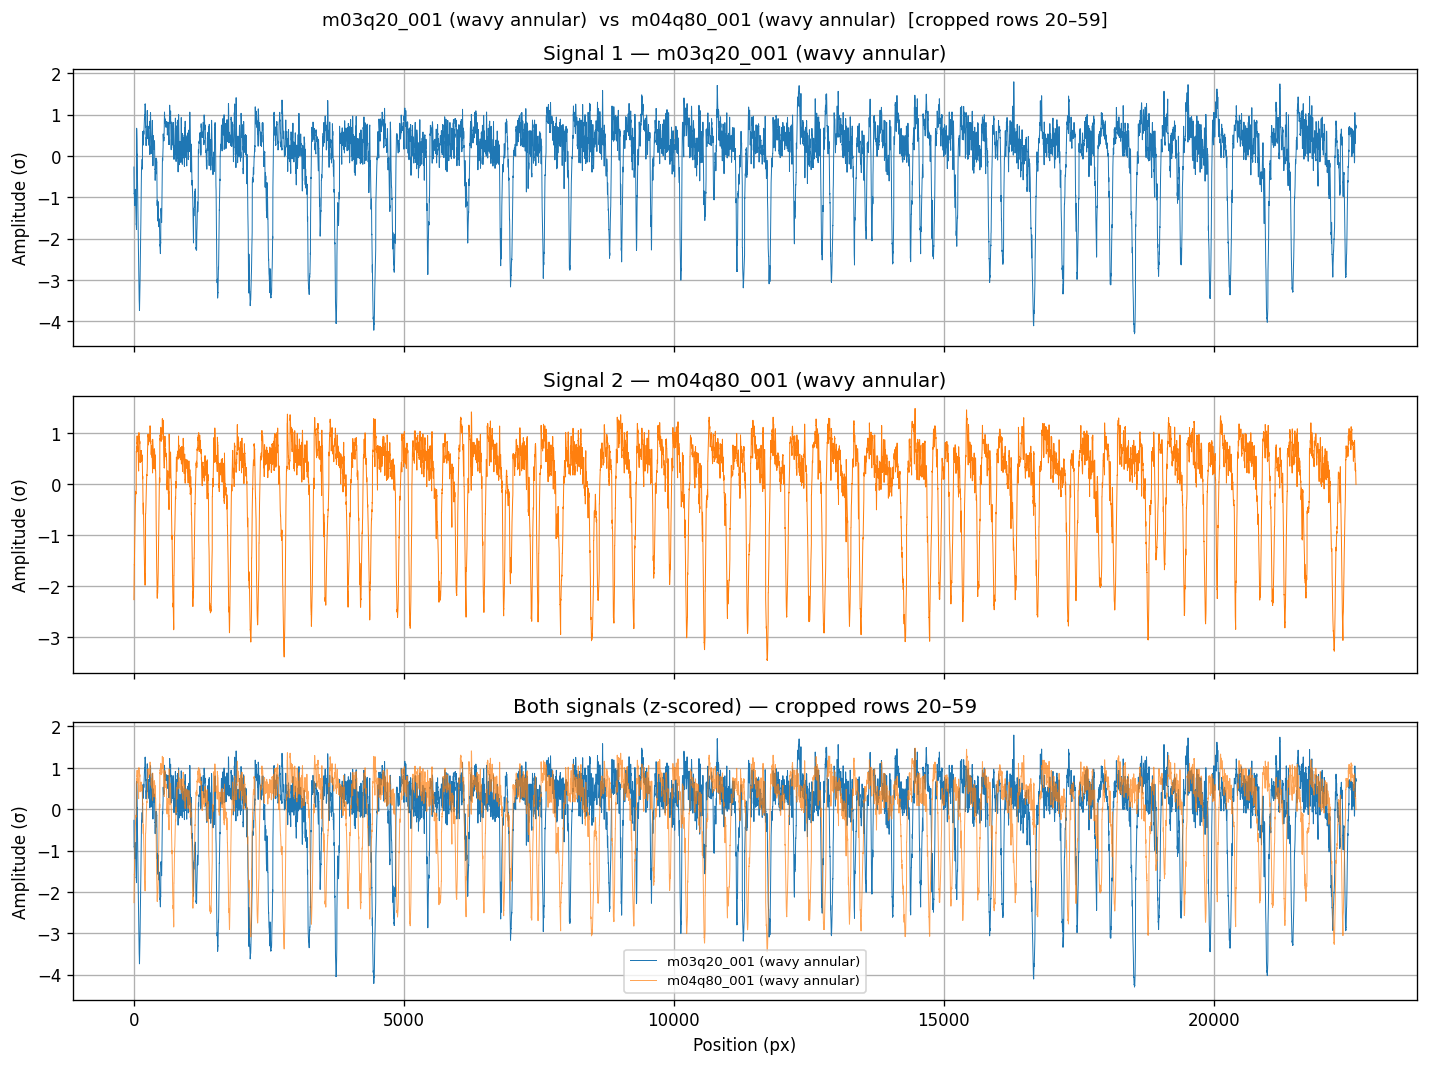 m03q20_001 (wavy annular)  vs  m04q80_001 (wavy annular)  [cropped rows 20–59]
Signal 1 — m03q20_001 (wavy annular)
2
1
0
−1
−2
−3
−4
Amplitude (σ)
Signal 2 — m04q80_001 (wavy annular)
1
0
−1
−2
−3
Amplitude (σ)
Both signals (z-scored) — cropped rows 20–59
2
1
0
−1
−2
−3
−4
Amplitude (σ)
m03q20_001 (wavy annular)
m04q80_001 (wavy annular)
0 5000 10000 15000 20000
Position (px)